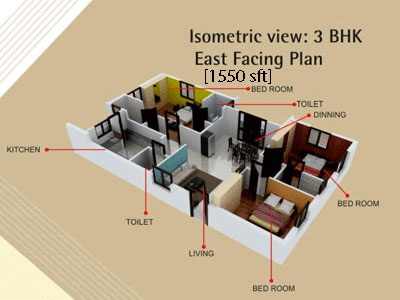 Isometric view: 3 BHK
East Facing Plan
[1550 sft]
BED ROOM
TOILET
DINNING
KITCHEN
BED ROOM
TOILET
LIVING
BED ROOM